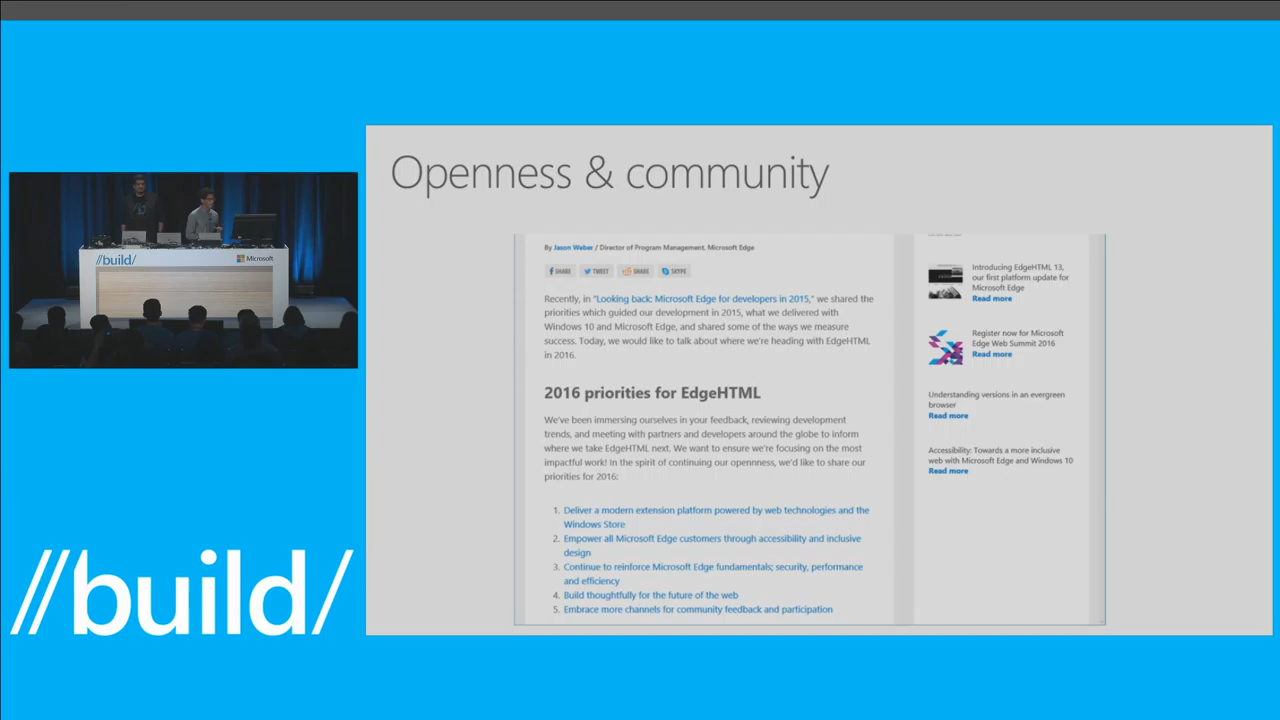 Openness & community
By Jason Weber / Director of Program Management, Microsoft Edge
SHARE TWEET SHARE SKYPE
Recently, in "Looking back: Microsoft Edge for developers in 2015," we shared the
priorities which guided our development in 2015, what we delivered with
Windows 10 and Microsoft Edge, and shared some of the ways we measure
success. Today, we would like to talk about where we're heading with EdgeHTML
in 2016.
2016 priorities for EdgeHTML
We've been immersing ourselves in your feedback, reviewing development
trends, and meeting with partners and developers around the globe to inform
where we take EdgeHTML next. We want to ensure we're focusing on the most
impactful work! In the spirit of continuing our opennness, we'd like to share our
priorities for 2016:
1. Deliver a modern extension platform powered by web technologies and the
Windows Store
2. Empower all Microsoft Edge customers through accessibility and inclusive
design
3. Continue to reinforce Microsoft Edge fundamentals; security, performance
and efficiency
4. Build thoughtfully for the future of the web
5. Embrace more channels for community feedback and participation
Introducing EdgeHTML 13,
our first platform update for
Microsoft Edge
Read more
Register now for Microsoft
Edge Web Summit 2016
Read more
Understanding versions in an evergreen
browser
Read more
Accessibility: Towards a more inclusive
web with Microsoft Edge and Windows 10
Read more
//build/
Microsoft
//build/